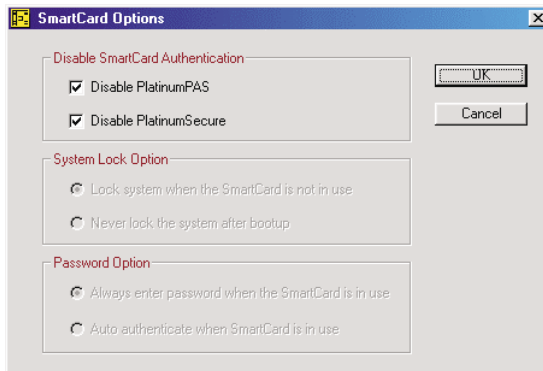 SmartCard Options
Disable SmartCard Authentication
Disable PlatinumPAS
Disable PlatinumSecure
OK
Cancel
System Lock Option
Lock system when the SmartCard is not in use
Never lock the system after bootup
Password Option
Always enter password when the SmartCard is in use
Auto authenticate when SmartCard is in use